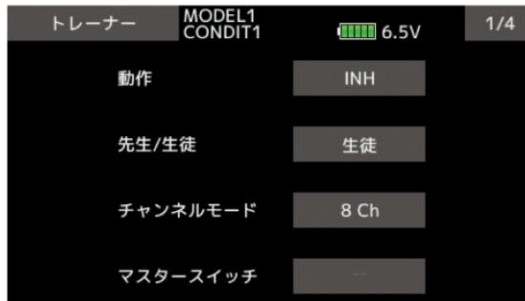 トレーナー MODEL1 6.5V 1/4
CONDIT1
動作 INH
先生/生徒 生徒
チャンネルモード 8 Ch
マスタースイッチ --